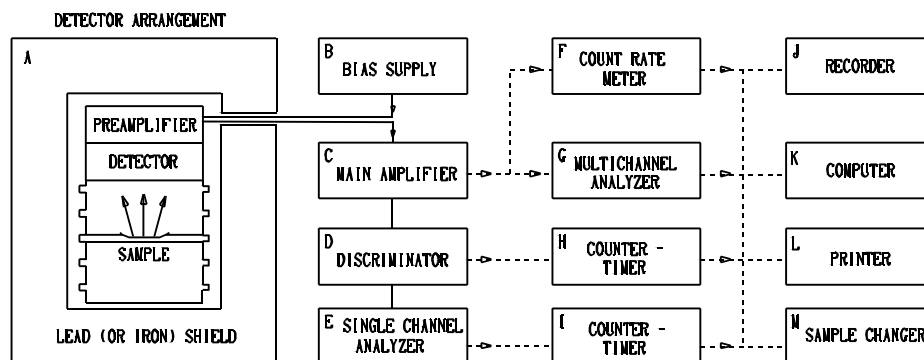 DETECTOR ARRANGEMENT
A
PREAMPLIFIER
DETECTOR
SAMPLE
LEAD (OR IRON) SHIELD
B
BIAS SUPPLY
C
MAIN AMPLIFIER
D
DISCRIMINATOR
E
SINGLE CHANNEL
ANALYZER
F
COUNT RATE
METER
G
MULTICHANNEL
ANALYZER
H
COUNTER -
TIMER
I
COUNTER -
TIMER
J
RECORDER
K
COMPUTER
L
PRINTER
M
SAMPLE CHANGER